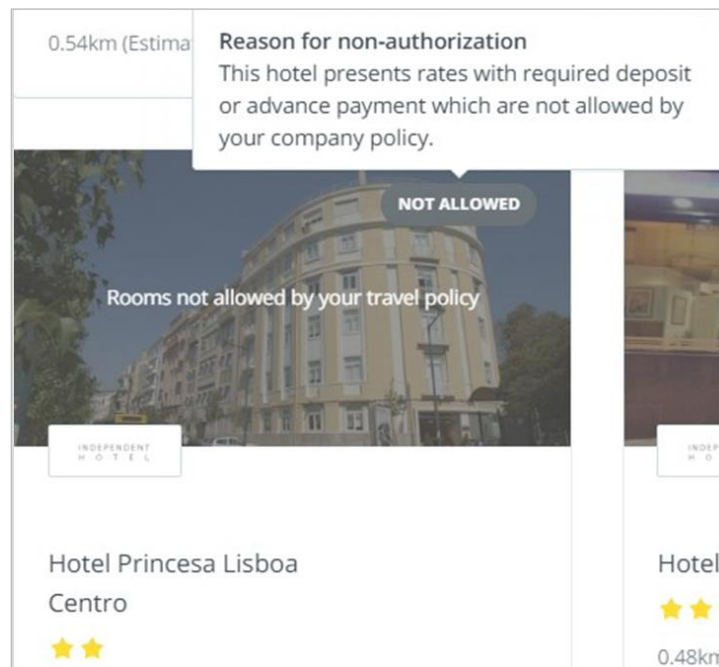 0.54km (Estima
Reason for non-authorization
This hotel presents rates with required deposit
or advance payment which are not allowed by
your company policy.
NOT ALLOWED
Rooms not allowed by your travel policy
INDEPENDENT
HOTEL
INDEP
HO
Hotel Princesa Lisboa
Centro
Hotel
0.48km